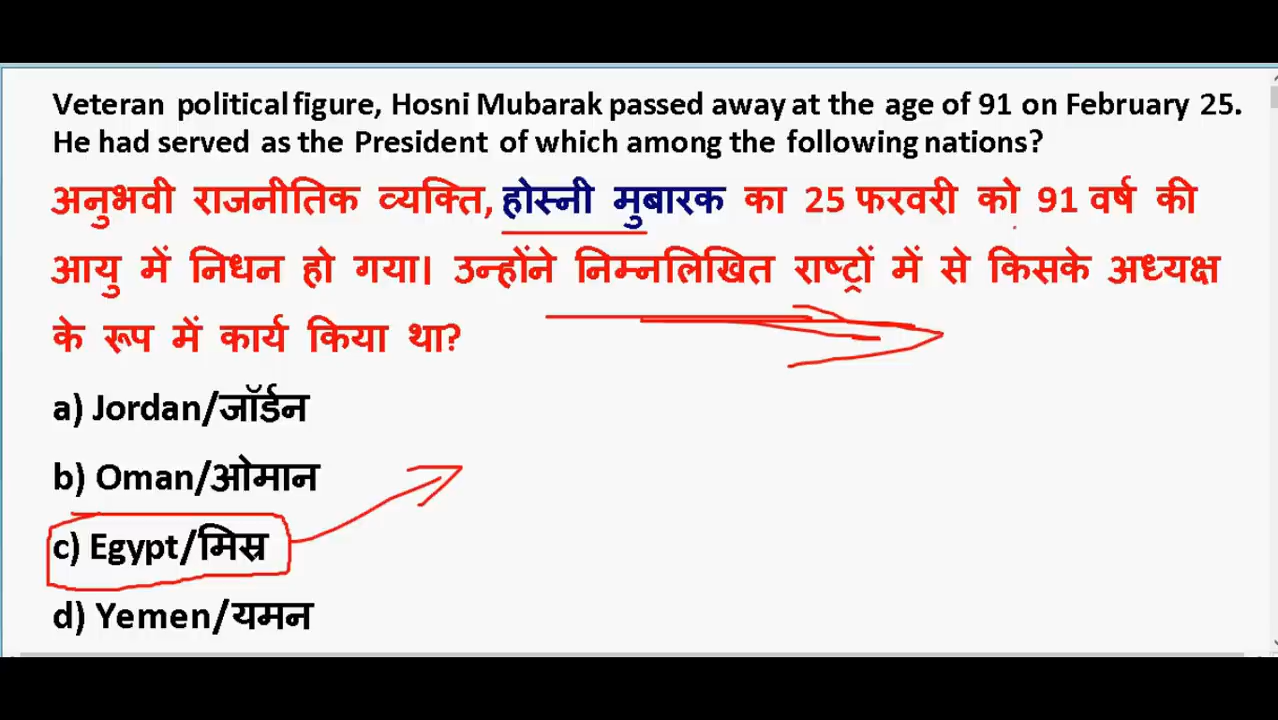 Veteran political figure, Hosni Mubarak passed away at the age of 91 on February 25.
He had served as the President of which among the following nations?
अनुभवी राजनीतिक व्यक्ति, होस्नी मुबारक का 25 फरवरी को 91 वर्ष की
आयु में निधन हो गया। उन्होंने निम्नलिखित राष्ट्रों में से किसके अध्यक्ष
के रूप में कार्य किया था?
a) Jordan/जॉर्डन
b) Oman/ओमान
c) Egypt/मिस्र
d) Yemen/यमन